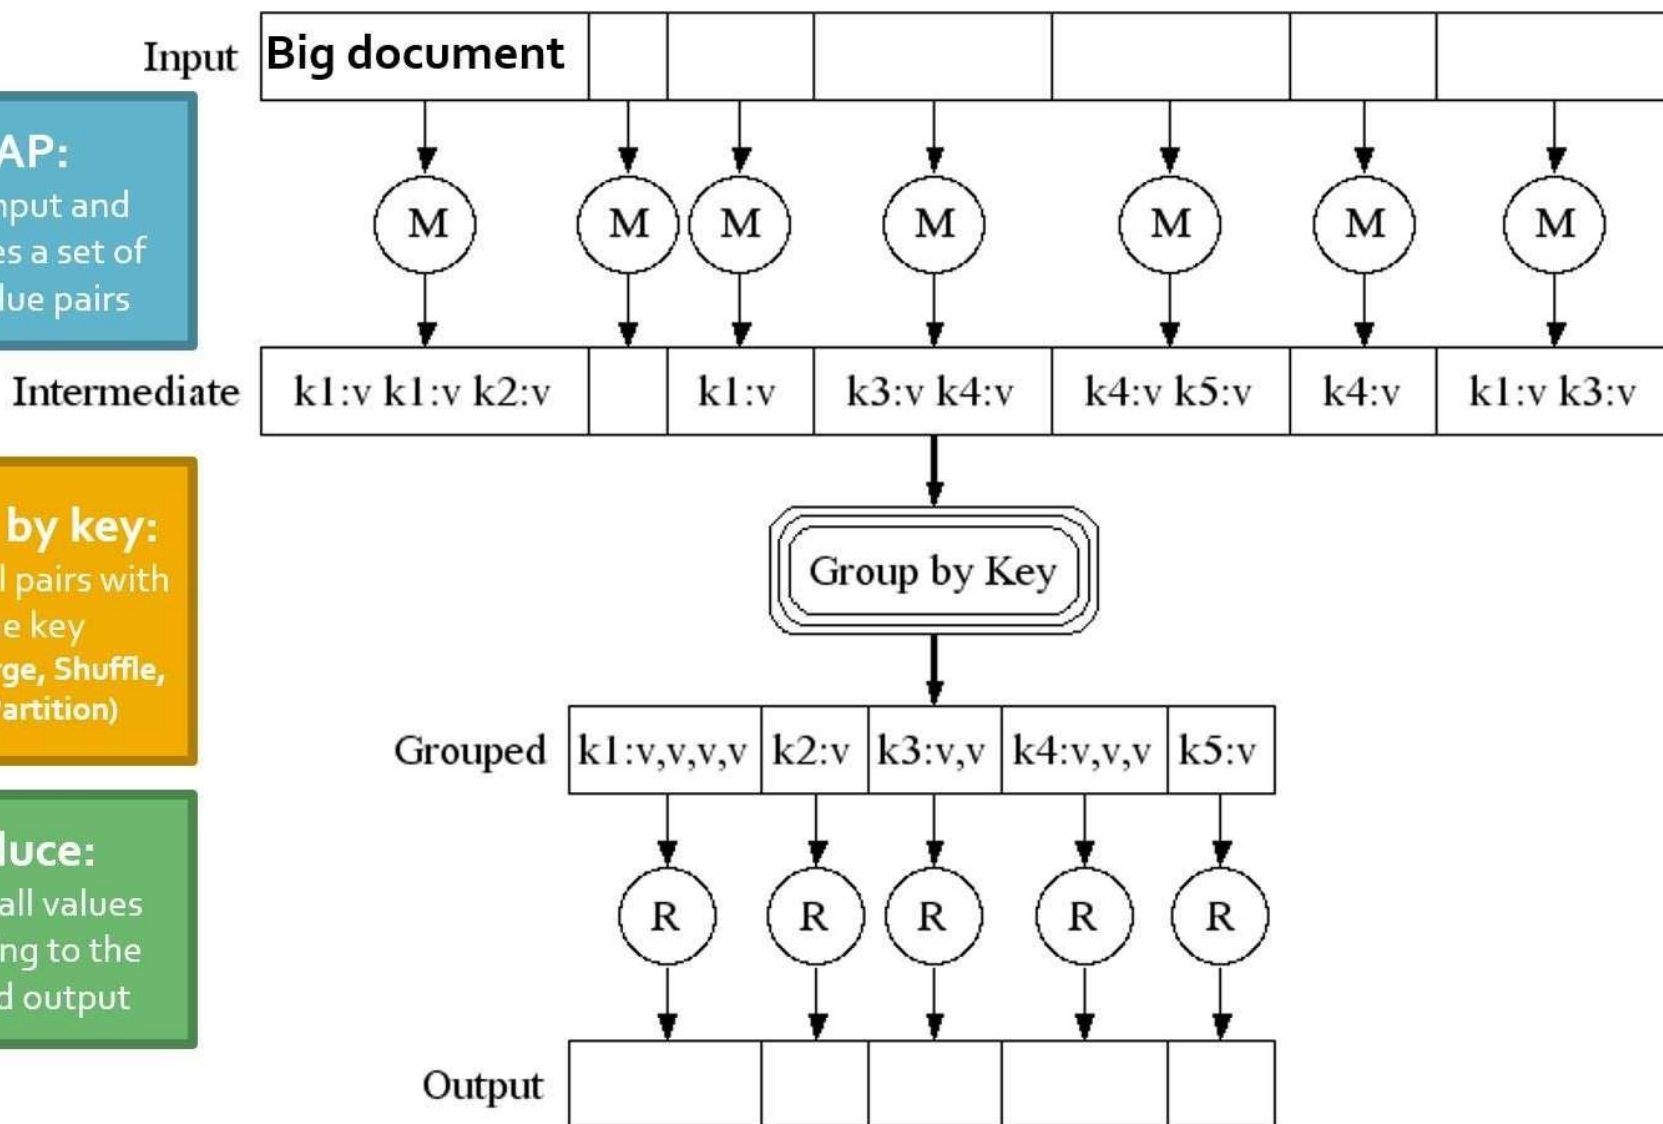 Input
Big document
AP:
nput and
es a set of
lue pairs
M M M M M M M
Intermediate
k1:v k1:v k2:v
k1:v
k3:v k4:v
k4:v k5:v
k4:v
k1:v k3:v
by key:
l pairs with
e key
rge, Shuffle,
artition)
Group by Key
Grouped
k1:v,v,v,v
k2:v
k3:v,v
k4:v,v,v
k5:v
luce:
all values
ng to the
d output
R R R R R
Output